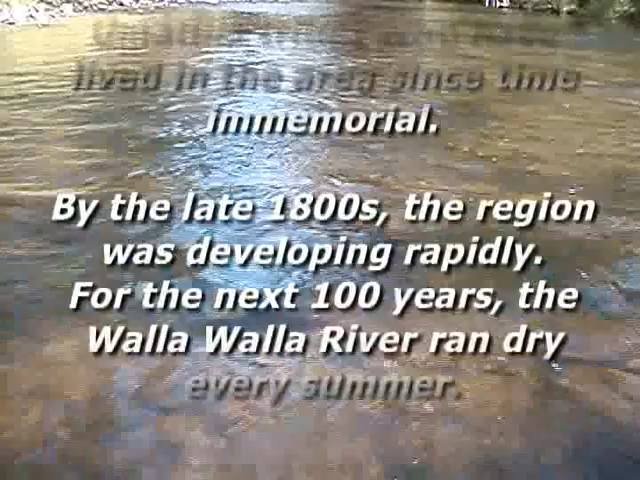 lived in the area since time
immemorial.
By the late 1800s, the region
was developing rapidly.
For the next 100 years, the
Walla Walla River ran dry
every summer.